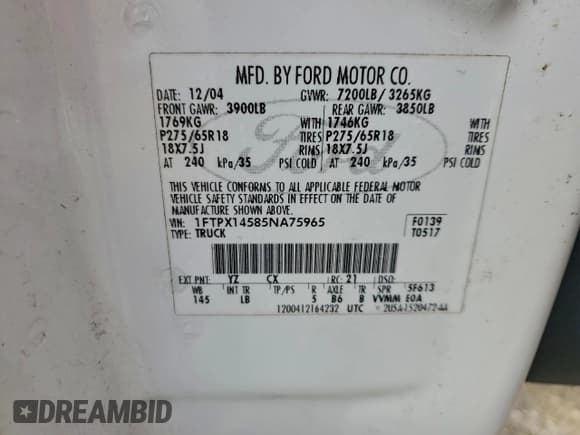 MFD. BY FORD MOTOR CO.
DATE: 12/04 GVWR: 7200LB/ 3265KG
FRONT GAWR: 3900LB REAR GAWR: 3850LB
1769KG WITH 1746KG WITH
P275/65R18 TIRES P275/65R18 TIRES
18X7.5J RIMS 18X7.5J RIMS
AT 240 kPa/35 PSI COLD AT 240 kPa/35 PSI COLD
Ford
THIS VEHICLE CONFORMS TO ALL APPLICABLE FEDERAL MOTOR
VEHICLE SAFETY STANDARDS IN EFFECT ON THE DATE OF
MANUFACTURE SHOWN ABOVE.
VIN: 1FTPX14585NA75965 F0139
TYPE: TRUCK T0517
EXT PNT: YZ CX RC: 21 DSO:
WB INT TR TP/PS R AXLE TR SPR 5F613
145 LB 5 B6 B VVMM E0A
1200412164232 UTC
DREAMBID